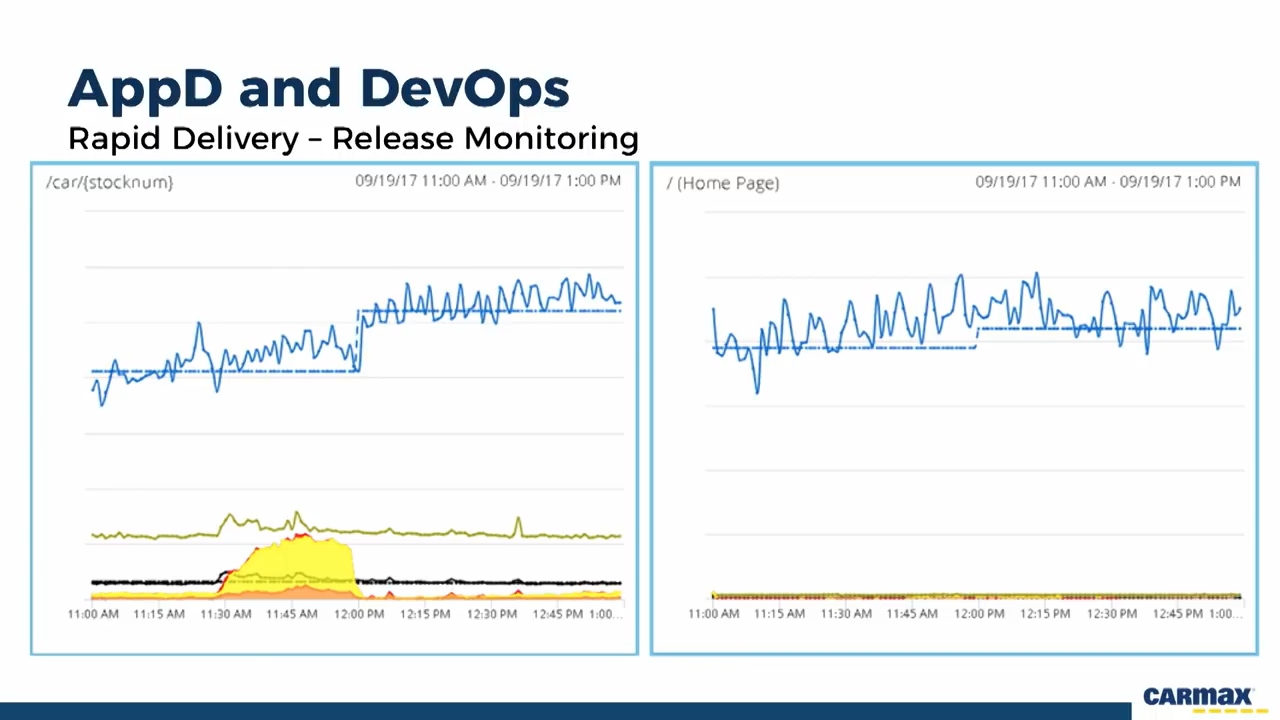 AppD and DevOps
Rapid Delivery – Release Monitoring
/car/{stocknum} 09/19/17 11:00 AM - 09/19/17 1:00 PM
11:00 AM 11:15 AM 11:30 AM 11:45 AM 12:00 PM 12:15 PM 12:30 PM 12:45 PM 1:00...
/ (Home Page) 09/19/17 11:00 AM - 09/19/17 1:00 PM
11:00 AM 11:15 AM 11:30 AM 11:45 AM 12:00 PM 12:15 PM 12:30 PM 12:45 PM 1:00...
CARMAX